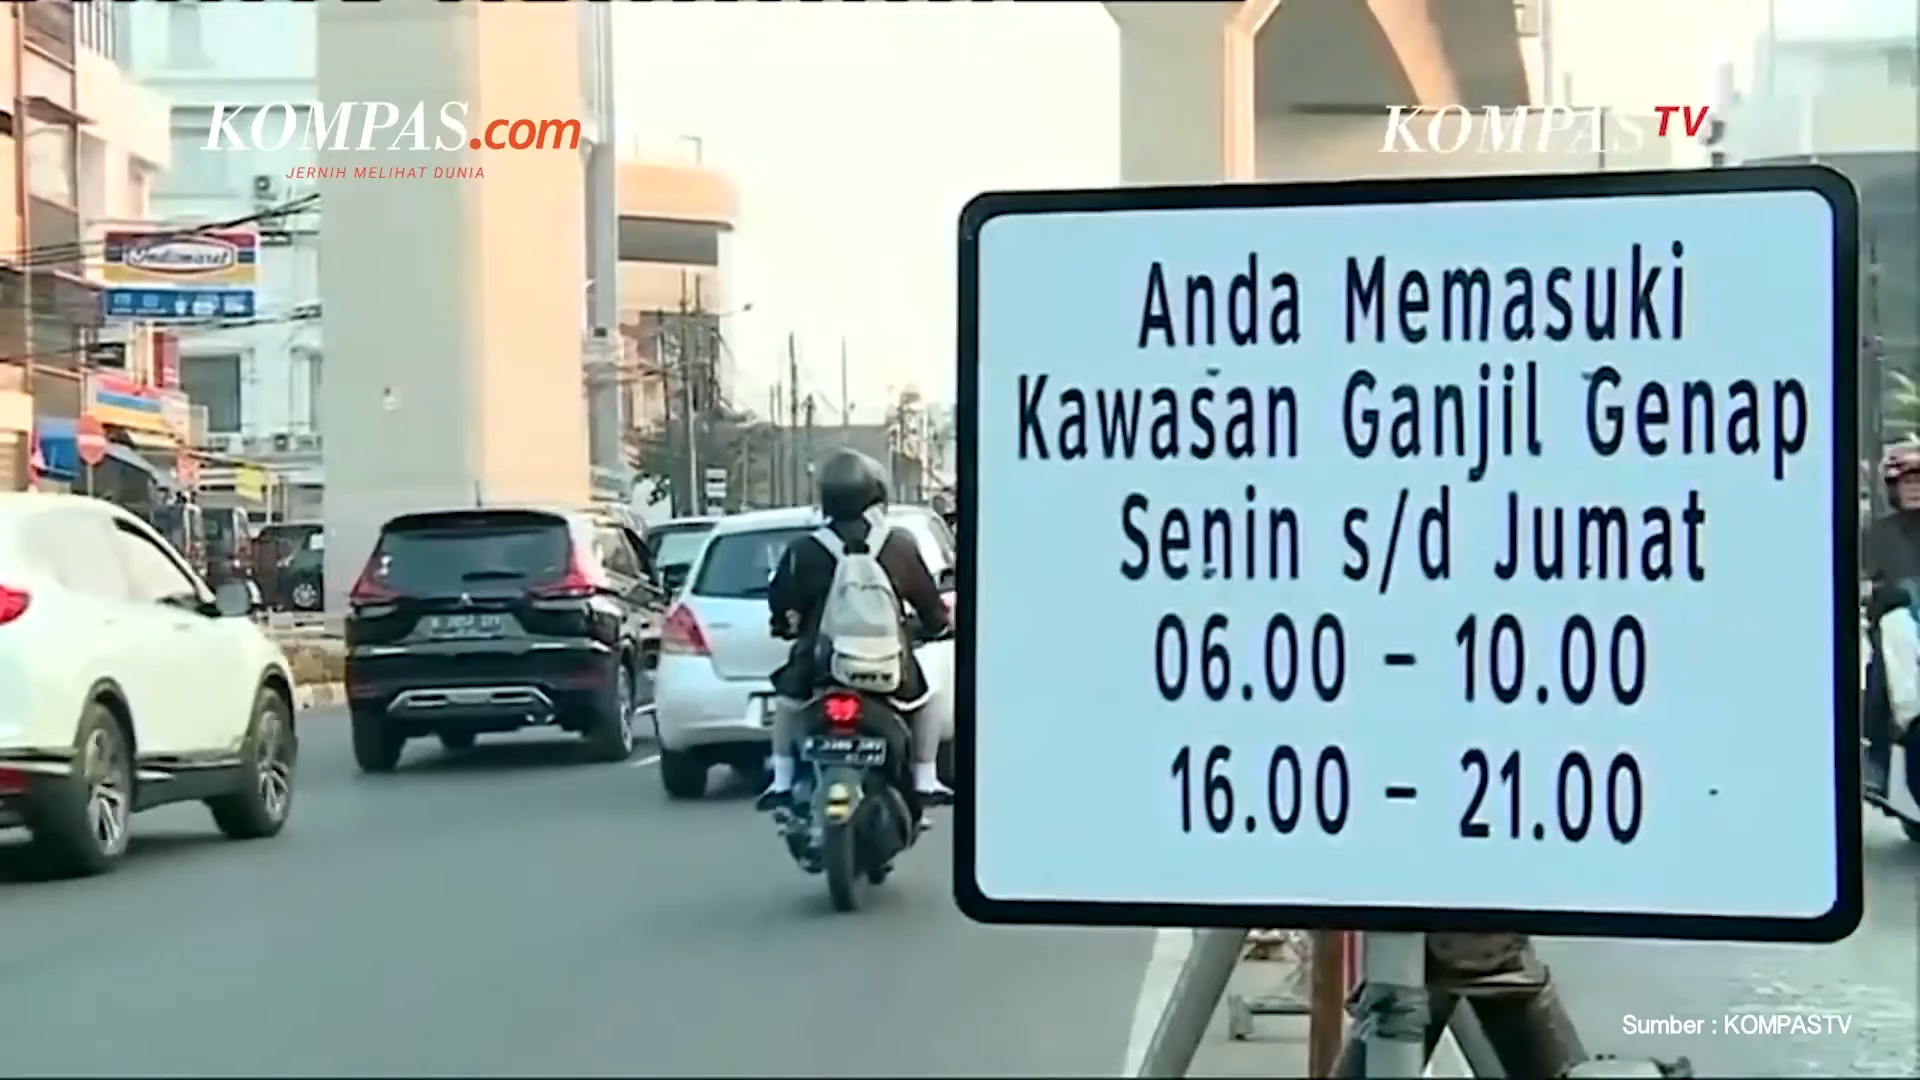 KOMPAS.com
JERNIH MELIHAT DUNIA
KOMPAS TV
Indomaret
Anda Memasuki
Kawasan Ganjil Genap
Senin s/d Jumat
06.00 - 10.00
16.00 - 21.00
Sumber : KOMPASTV